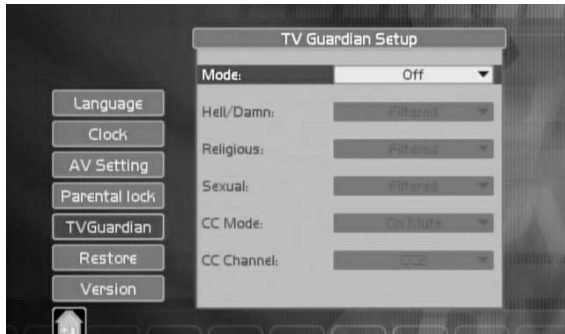 TV Guardian Setup
Mode: Off
Language
Hell/Damn: Filtered
Clock
Religious: Filtered
AV Setting
Sexual: Filtered
Parental lock
TVGuardian
CC Mode: On Mute
Restore
CC Channel: CC2
Version